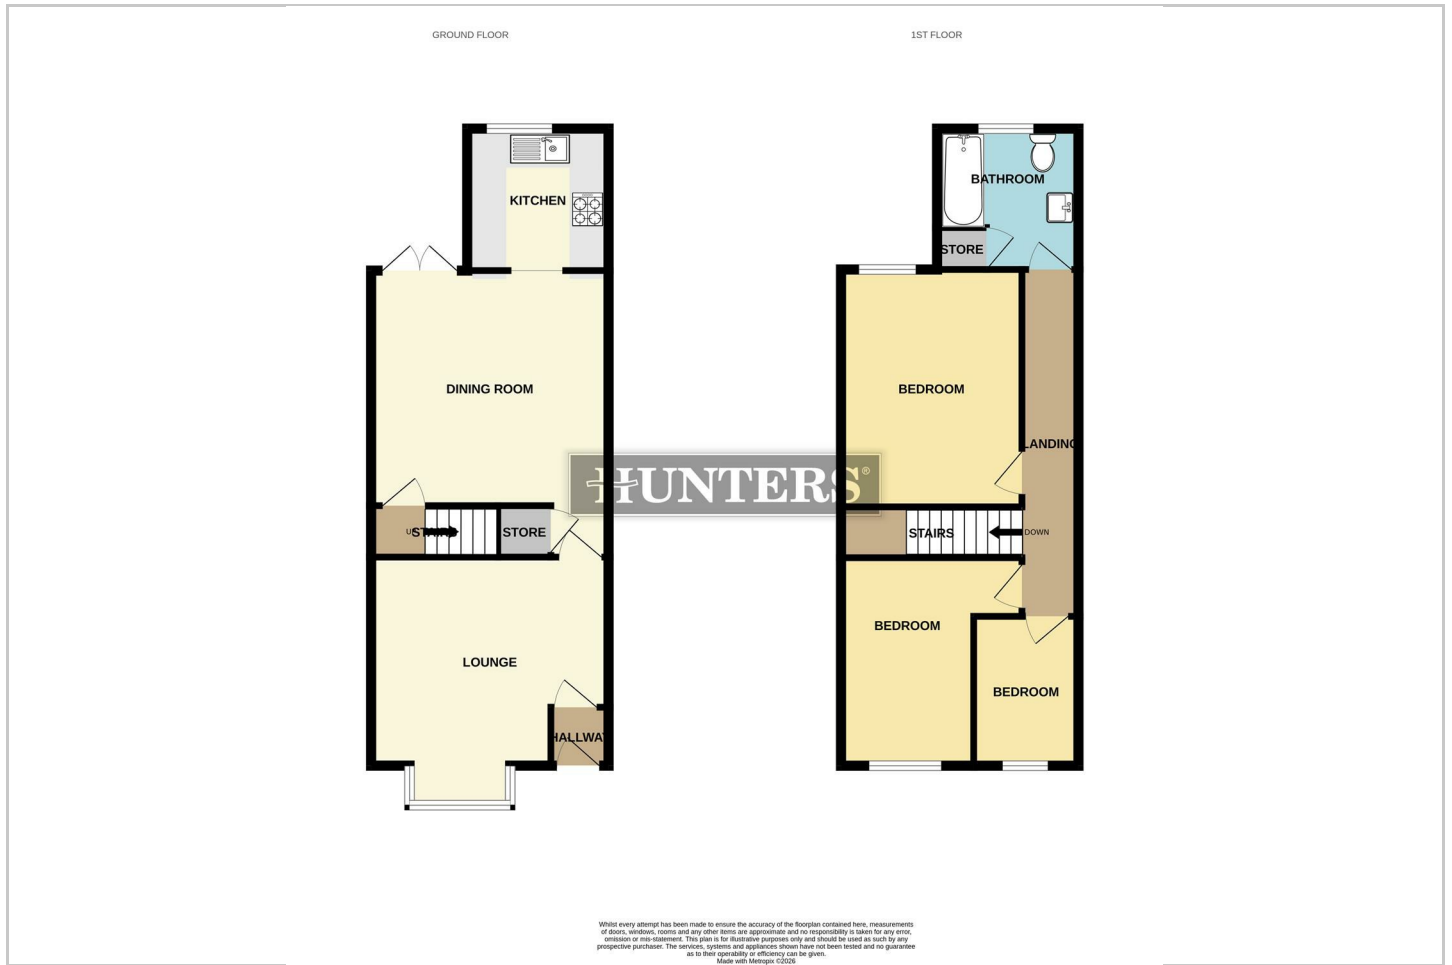 GROUND FLOOR
1ST FLOOR
BATHROOM
KITCHEN
STORE
DINING ROOM
BEDROOM
LANDING
HUNTERS®
UP
STAIRS
STORE
STAIRS
DOWN
BEDROOM
LOUNGE
BEDROOM
HALLWAY
Whilst every attempt has been made to ensure the accuracy of the floorplan contained here, measurements
of doors, windows, rooms and any other items are approximate and no responsibility is taken for any error,
omission or mis-statement. This plan is for illustrative purposes only and should be used as such by any
prospective purchaser. The services, systems and appliances shown have not been tested and no guarantee
as to their operability or efficiency can be given.
Made with Metropix ©2026